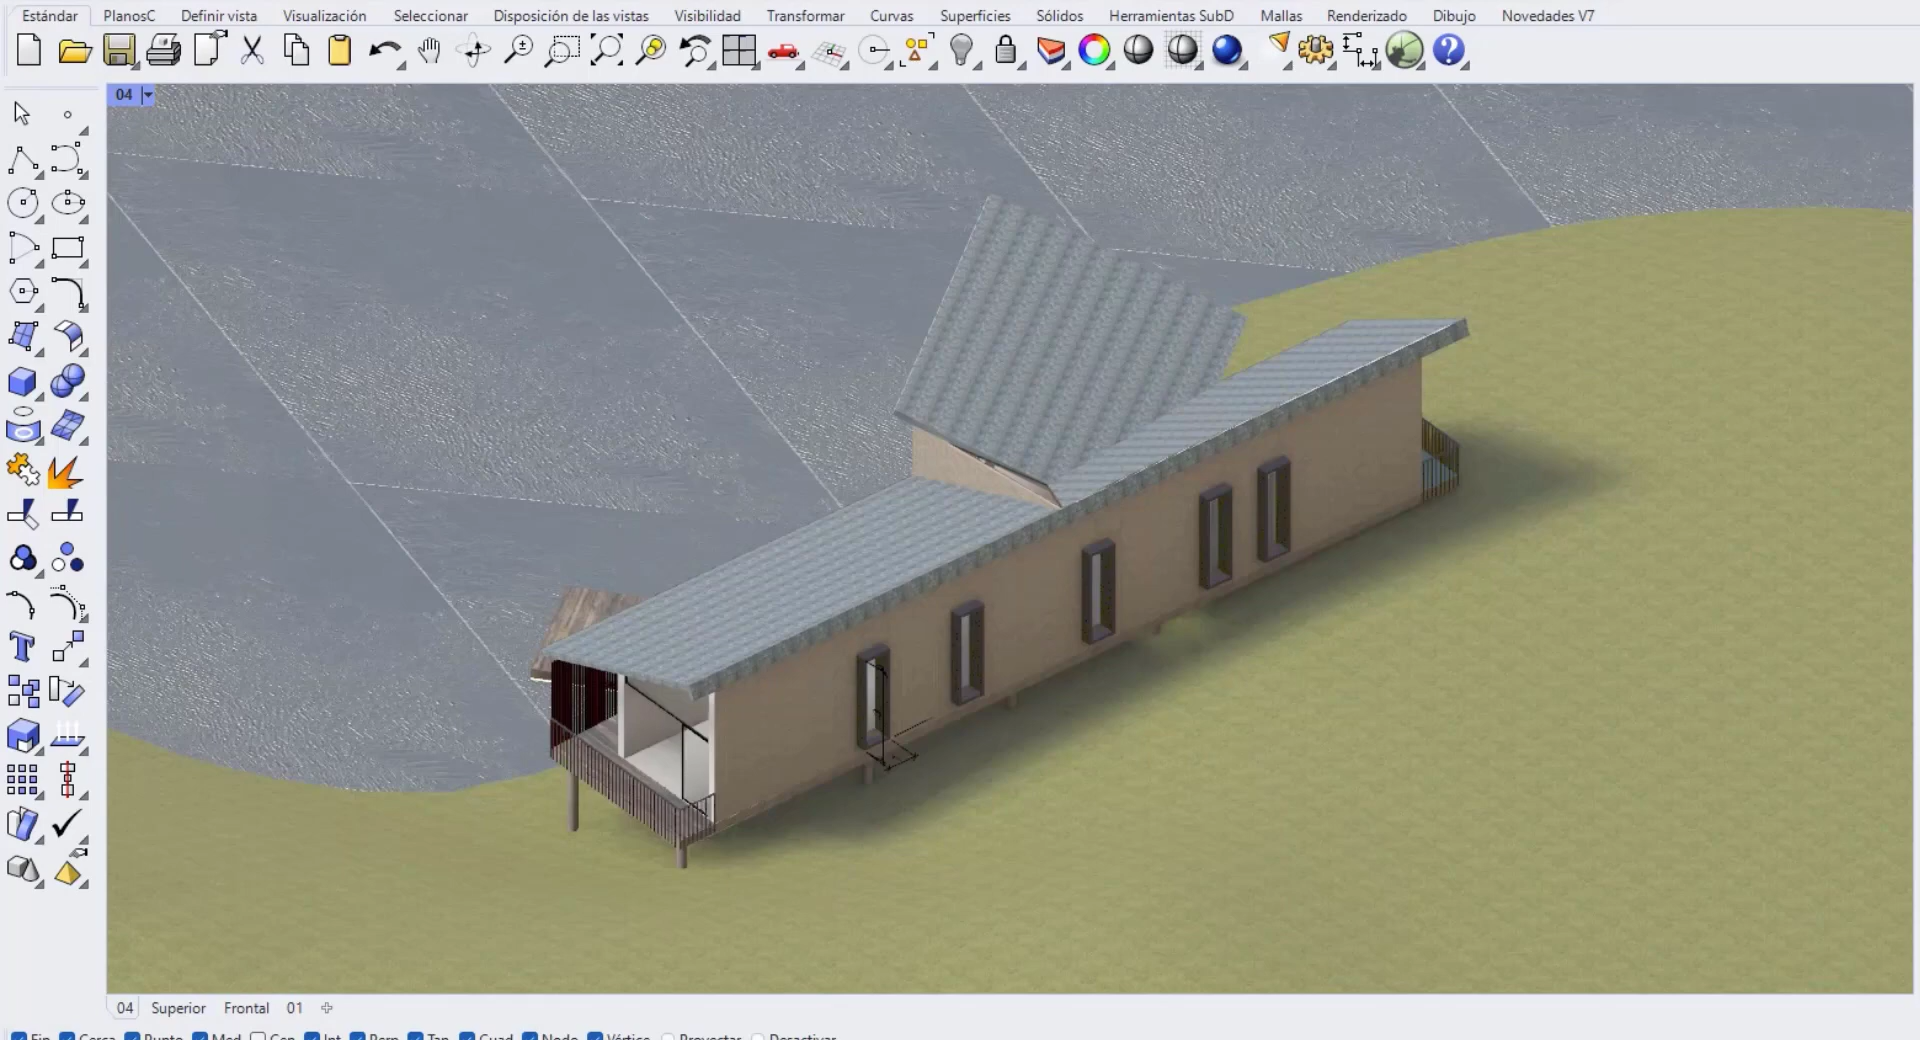 Estándar PlanosC Definir vista Visualización Seleccionar Disposición de las vistas Visibilidad Transformar Curvas Superficies Sólidos Herramientas SubD Mallas Renderizado Dibujo Novedades V7
04
04 Superior Frontal 01
Fin Cerca Punto Med Cen Int Perp Tan Cuad Nodo Vértice Proyectar Desactivar